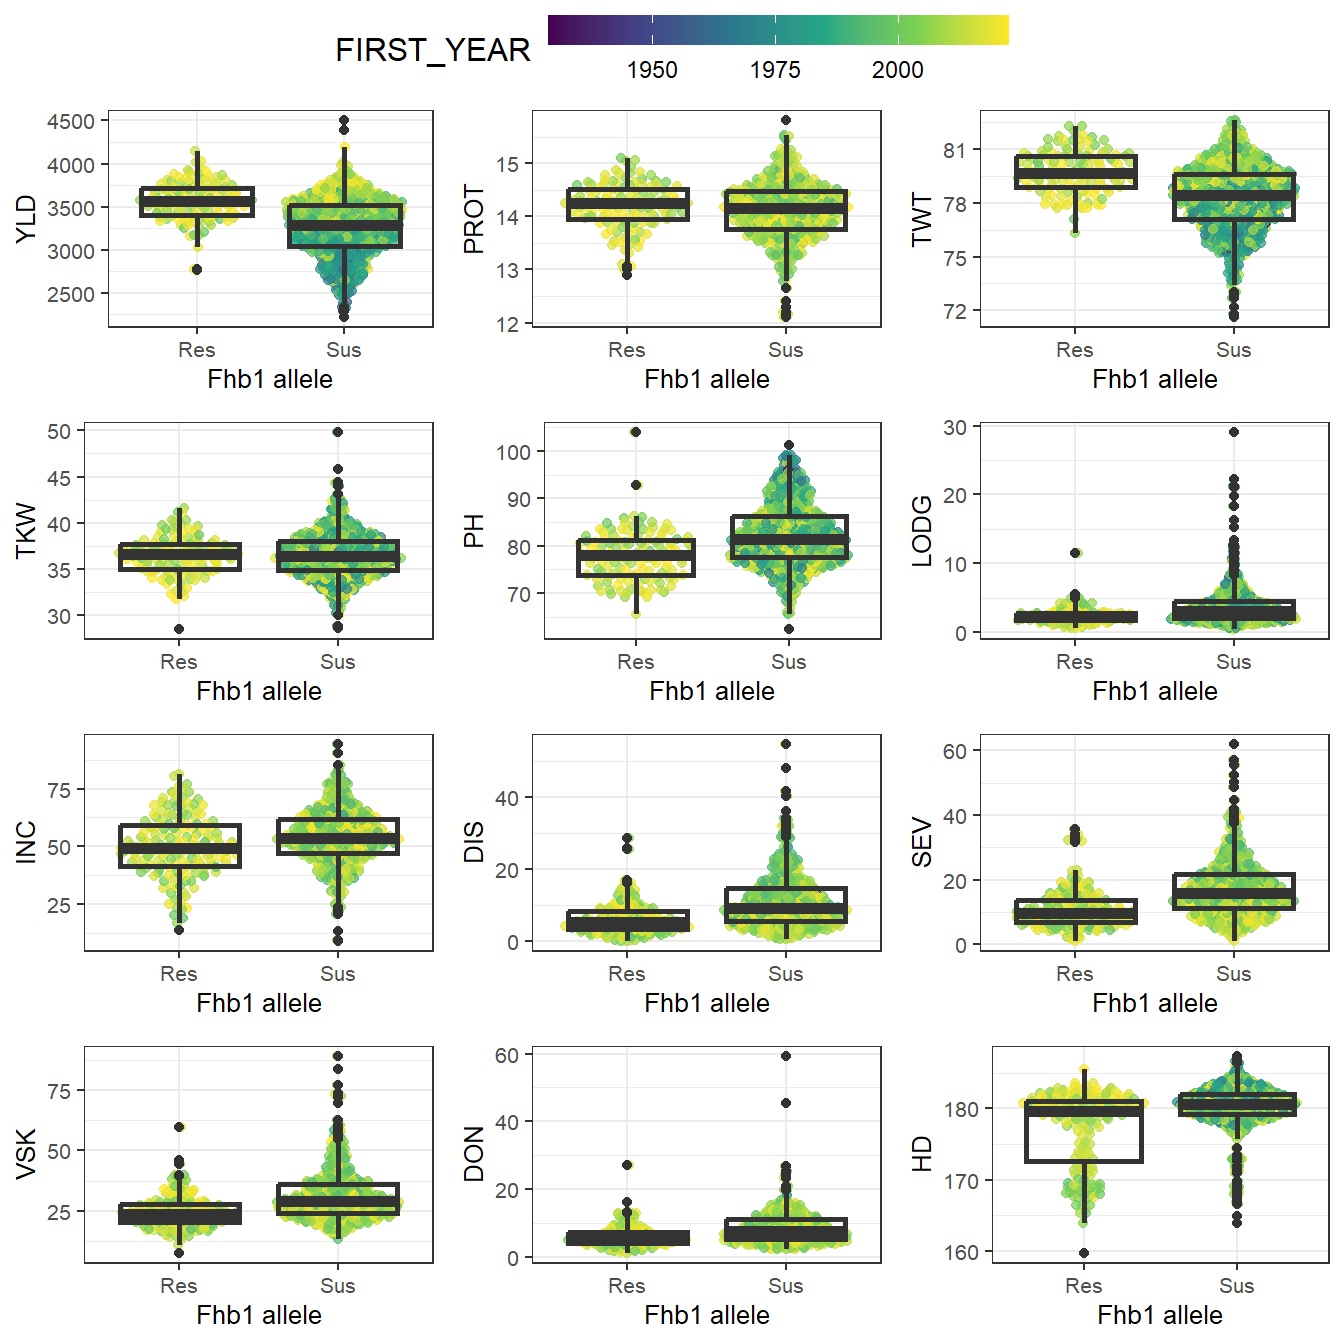 FIRST_YEAR
1950 1975 2000
YLD
4500
4000
3500
3000
2500
Res Sus
Fhb1 allele
PROT
15
14
13
12
Res Sus
Fhb1 allele
TWT
81
78
75
72
Res Sus
Fhb1 allele
TKW
50
45
40
35
30
Res Sus
Fhb1 allele
PH
100
90
80
70
Res Sus
Fhb1 allele
LODG
30
20
10
0
Res Sus
Fhb1 allele
INC
75
50
25
Res Sus
Fhb1 allele
DIS
40
20
0
Res Sus
Fhb1 allele
SEV
60
40
20
0
Res Sus
Fhb1 allele
VSK
75
50
25
Res Sus
Fhb1 allele
DON
60
40
20
0
Res Sus
Fhb1 allele
HD
180
170
160
Res Sus
Fhb1 allele